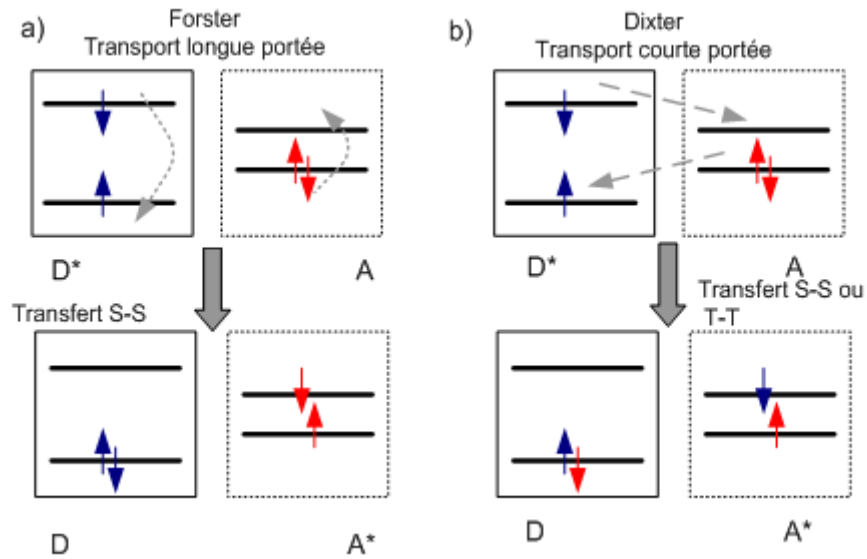 a)
Forster
Transport longue portée
D*
A
Transfert S-S
D
A*
b)
Dixter
Transport courte portée
D*
A
Transfert S-S ou
T-T
D
A*